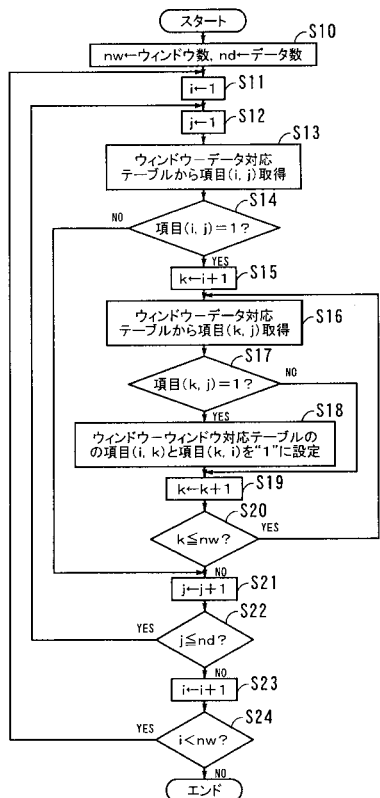 スタート
S10
nw←ウィンドウ数, nd←データ数
S11
i←1
S12
j←1
S13
ウィンドウーデータ対応
テーブルから項目(i, j)取得
S14
NO
項目(i, j)=1?
YES
S15
k←i+1
S16
ウィンドウーデータ対応
テーブルから項目(k, j)取得
S17
項目(k, j)=1?
NO
YES
S18
ウィンドウーウィンドウ対応テーブルの
の項目(i, k)と項目(k, i)を“1”に設定
S19
k←k+1
S20
k≦nw?
YES
NO
S21
j←j+1
S22
YES
j≦nd?
NO
S23
i←i+1
S24
YES
i<nw?
NO
エンド